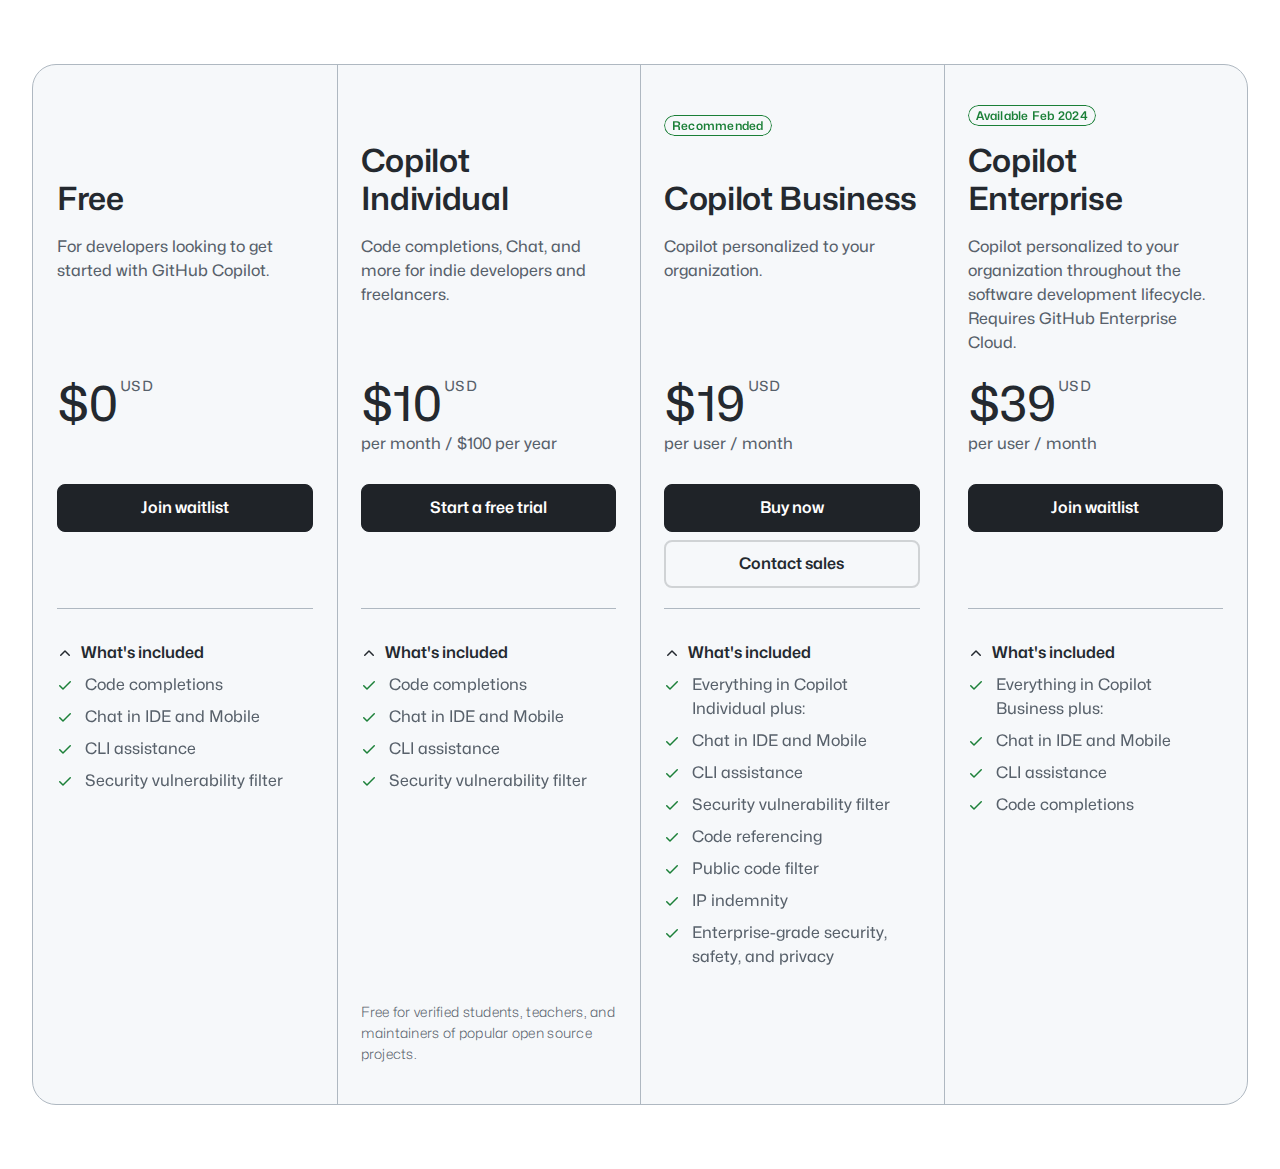 Free
For developers looking to get
started with GitHub Copilot.
$0 USD
Join waitlist
What's included
Code completions
Chat in IDE and Mobile
CLI assistance
Security vulnerability filter
Copilot
Individual
Code completions, Chat, and
more for indie developers and
freelancers.
$10 USD
per month / $100 per year
Start a free trial
What's included
Code completions
Chat in IDE and Mobile
CLI assistance
Security vulnerability filter
Free for verified students, teachers, and
maintainers of popular open source
projects.
Recommended
Copilot Business
Copilot personalized to your
organization.
$19 USD
per user / month
Buy now
Contact sales
What's included
Everything in Copilot
Individual plus:
Chat in IDE and Mobile
CLI assistance
Security vulnerability filter
Code referencing
Public code filter
IP indemnity
Enterprise-grade security,
safety, and privacy
Available Feb 2024
Copilot
Enterprise
Copilot personalized to your
organization throughout the
software development lifecycle.
Requires GitHub Enterprise
Cloud.
$39 USD
per user / month
Join waitlist
What's included
Everything in Copilot
Business plus:
Chat in IDE and Mobile
CLI assistance
Code completions